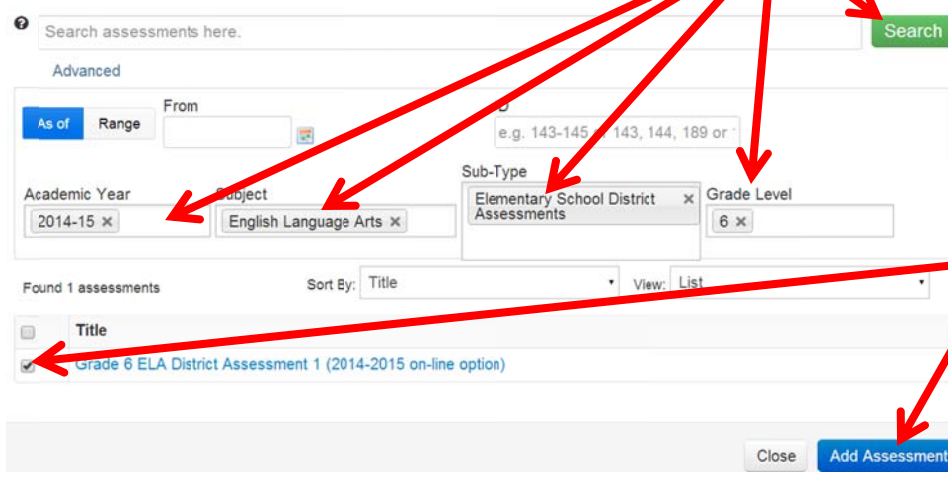 Search assessments here.
Search
Advanced
As of Range
From
e.g. 143-145 or 143, 144, 189 or
Academic Year
2014-15 ×
Subject
English Language Arts ×
Sub-Type
Elementary School District ×
Assessments
Grade Level
6 ×
Found 1 assessments
Sort By: Title
View: List
Title
Grade 6 ELA District Assessment 1 (2014-2015 on-line option)
Close
Add Assessment